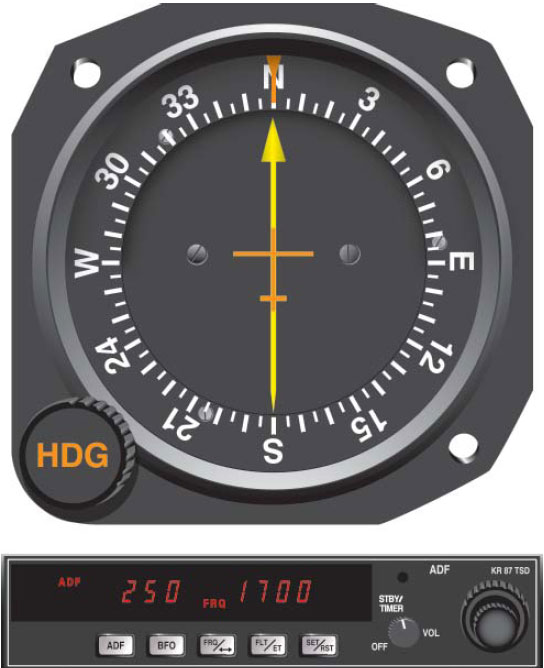 N
33
3
30
6
W
E
24
12
21
15
S
HDG
ADF
KR 87 TSD
ADF
250
FRQ
1700
STBY/
TIMER
OFF
VOL
ADF
BFO
FRQ/↔
FLT/ET
SET/RST